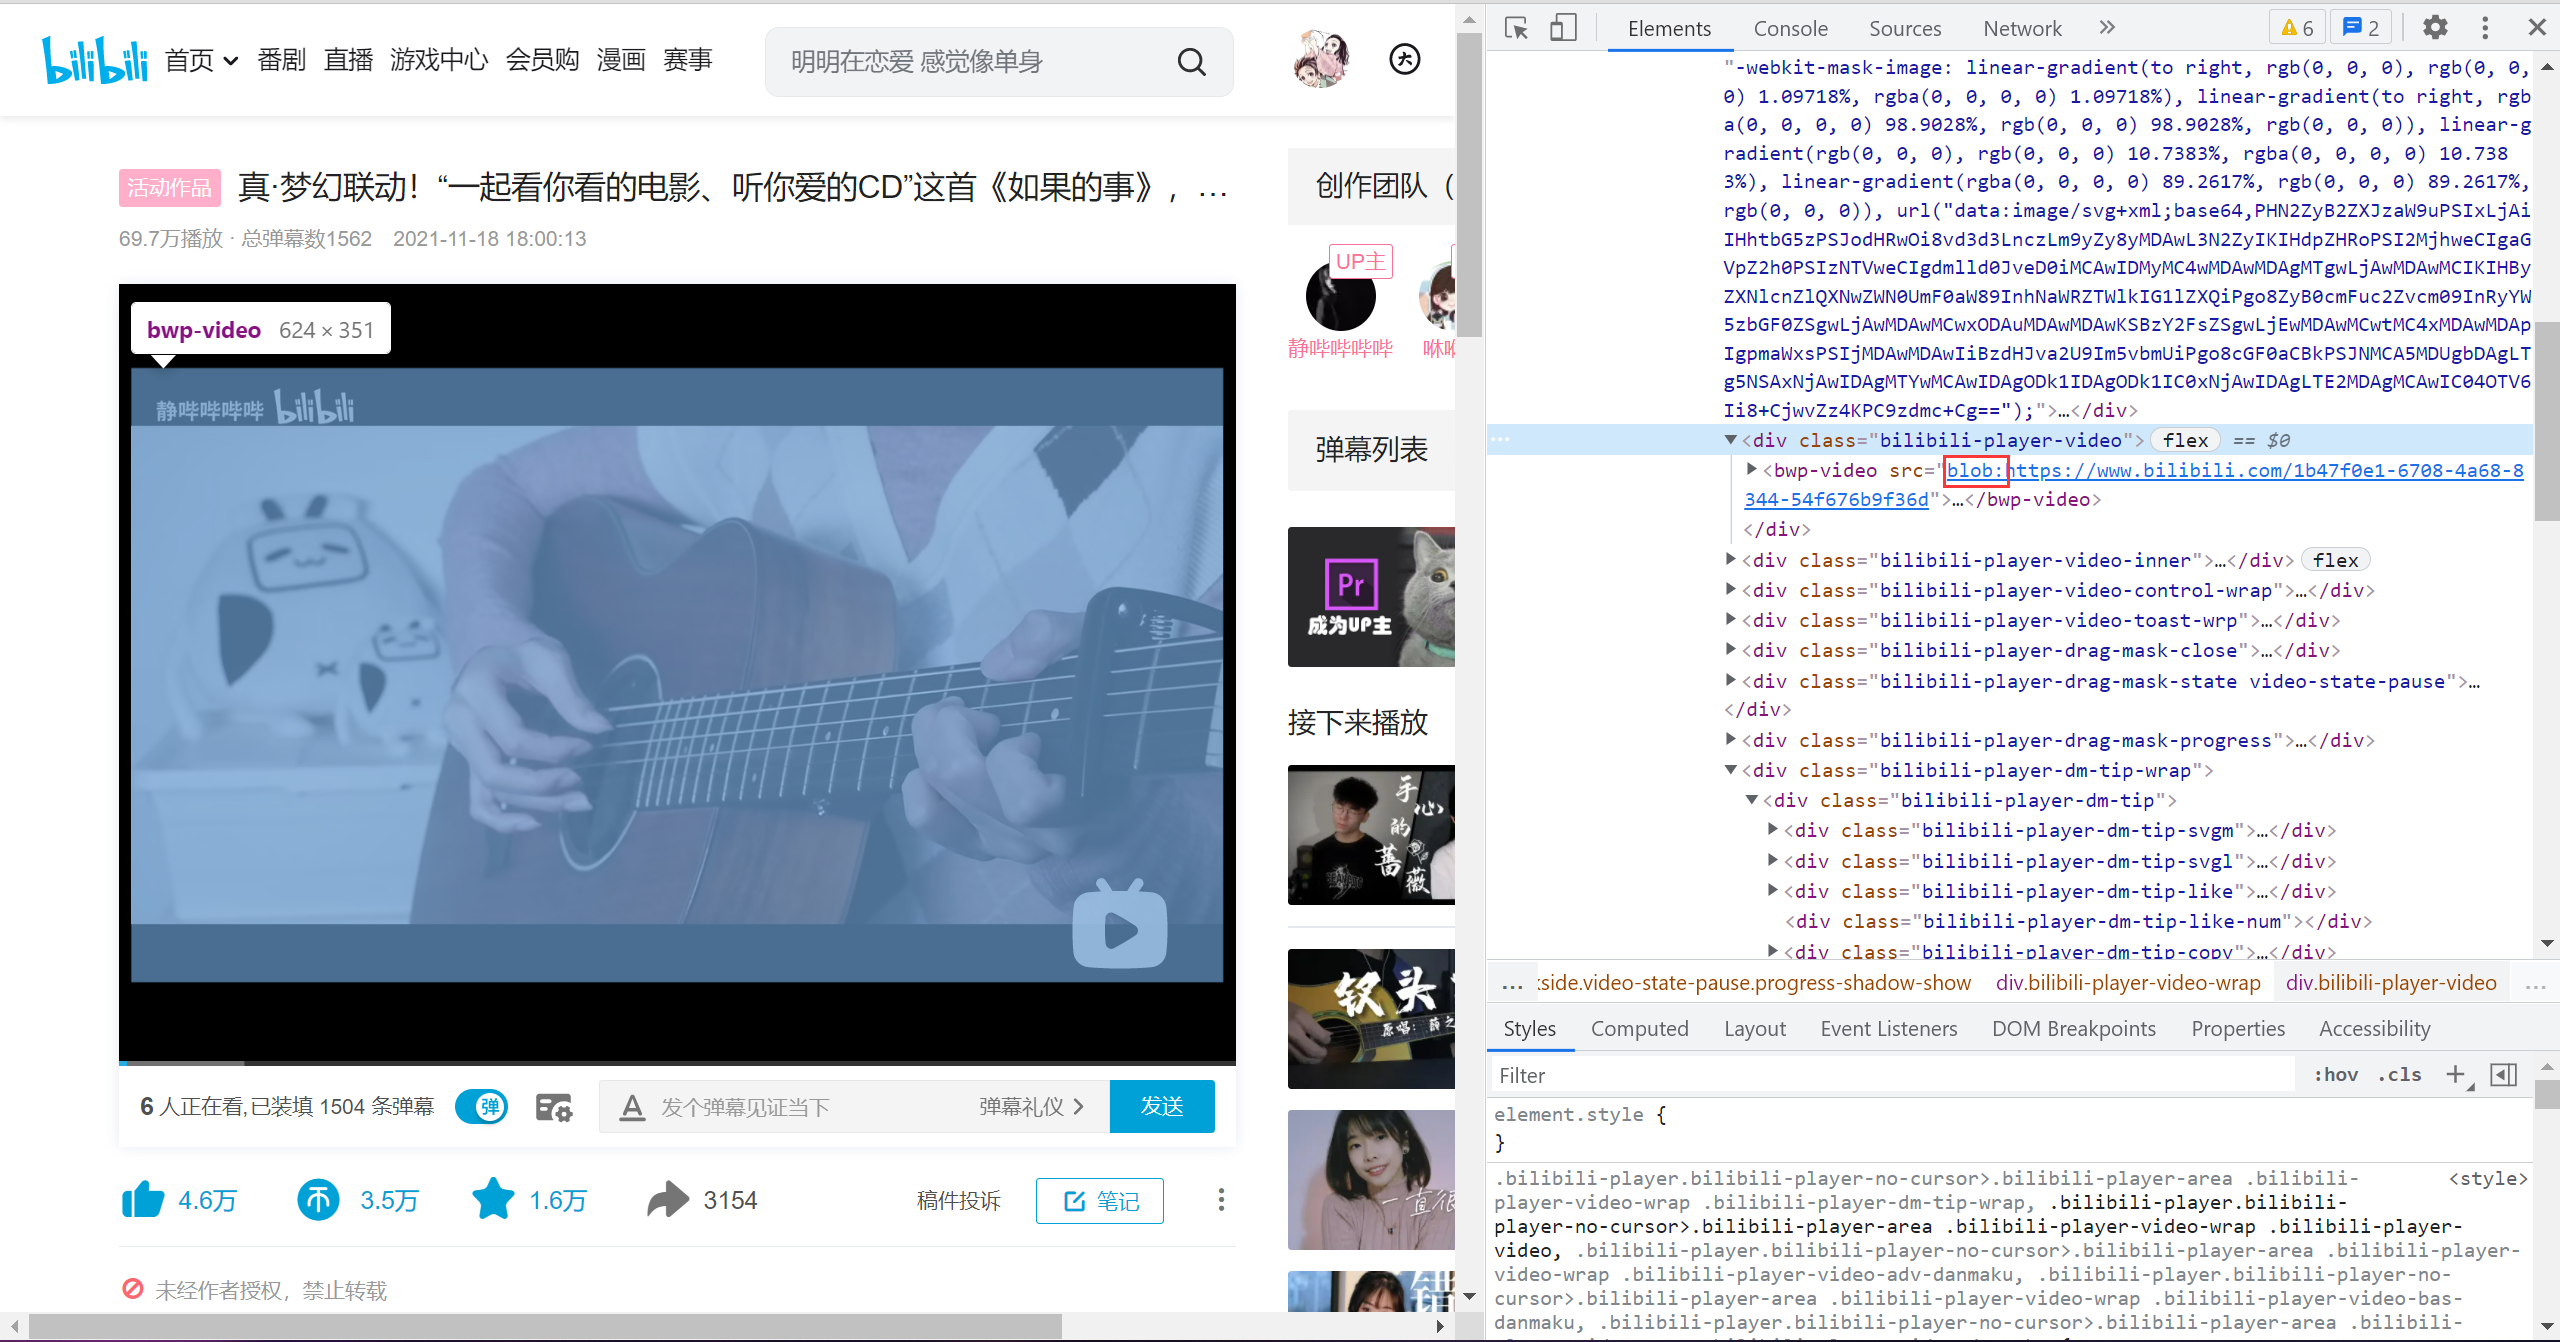 bilibili 首页 番剧 直播 游戏中心 会员购 漫画 赛事
明明在恋爱 感觉像单身
大
活动作品 真·梦幻联动！“一起看你看的电影、听你爱的CD”这首《如果的事》，...
69.7万播放 · 总弹幕数1562 2021-11-18 18:00:13
bwp-video 624 × 351
静哔哔哔哔 bilibili
6 人正在看,已装填 1504 条弹幕 弹 A 发个弹幕见证当下 弹幕礼仪 发送
4.6万 3.5万 1.6万 3154 稿件投诉 笔记
未经作者授权，禁止转载
创作团队（
UP主
静哔哔哔哔
咻
弹幕列表
Pr
成为UP主
接下来播放
手心的蔷薇
钗头
原唱：薛之
一直很
错
Elements Console Sources Network 6 2
"-webkit-mask-image: linear-gradient(to right, rgb(0, 0, 0), rgb(0, 0,
0) 1.09718%, rgba(0, 0, 0, 0) 1.09718%), linear-gradient(to right, rgb
a(0, 0, 0, 0) 98.9028%, rgb(0, 0, 0) 98.9028%, rgb(0, 0, 0)), linear-g
radient(rgb(0, 0, 0), rgb(0, 0, 0) 10.7383%, rgba(0, 0, 0, 0) 10.738
3%), linear-gradient(rgba(0, 0, 0, 0) 89.2617%, rgb(0, 0, 0) 89.2617%,
rgb(0, 0, 0)), url("data:image/svg+xml;base64,PHN2ZyB2ZXJzaW9uPSIxLjAi
IHhtbG5zPSJodHRwOi8vd3d3LnczLm9yZy8yMDAwL3N2ZyIKIHdpZHRoPSI2MjhweCIgaG
VpZ2h0PSIzNTVweCIgdmlld0JveD0iMCAwIDMyMC4wMDAwMDAgMTgwLjAwMDAwMCIKIHBy
ZXNlcnZlQXNwZWN0UmF0aW89InhNaWRZTWlkIG1lZXQiPgo8ZyB0cmFuc2Zvcm09InRyYW
5zbGF0ZSgwLjAwMDAwMCwxODAuMDAwMDAwKSBzY2FsZSgwLjEwMDAwMCwtMC4xMDAwMDAp
IgpmaWxsPSIjMDAwMDAwIiBzdHJva2U9Im5vbmUiPgo8cGF0aCBkPSJNMCA5MDUgbDAgLT
g5NSAxNjAwIDAgMTYwMCAwIDAgODk1IDAgODk1IC0xNjAwIDAgLTE2MDAgMCAwIC04OTV6
Ii8+CjwvZz4KPC9zdmc+Cg==");">…</div>
<div class="bilibili-player-video"> flex == $0
<bwp-video src="blob:https://www.bilibili.com/1b47f0e1-6708-4a68-8
344-54f676b9f36d">…</bwp-video>
</div>
<div class="bilibili-player-video-inner">…</div> flex
<div class="bilibili-player-video-control-wrap">…</div>
<div class="bilibili-player-video-toast-wrp">…</div>
<div class="bilibili-player-drag-mask-close">…</div>
<div class="bilibili-player-drag-mask-state video-state-pause">…
</div>
<div class="bilibili-player-drag-mask-progress">…</div>
<div class="bilibili-player-dm-tip-wrap">
<div class="bilibili-player-dm-tip">
<div class="bilibili-player-dm-tip-svgm">…</div>
<div class="bilibili-player-dm-tip-svgl">…</div>
<div class="bilibili-player-dm-tip-like">…</div>
<div class="bilibili-player-dm-tip-like-num"></div>
<div class="bilibili-player-dm-tip-copy">…</div>
... kside.video-state-pause.progress-shadow-show div.bilibili-player-video-wrap div.bilibili-player-video ...
Styles Computed Layout Event Listeners DOM Breakpoints Properties Accessibility
Filter :hov .cls
element.style {
}
.bilibili-player.bilibili-player-no-cursor>.bilibili-player-area .bilibili- <style>
player-video-wrap .bilibili-player-dm-tip-wrap, .bilibili-player.bilibili-
player-no-cursor>.bilibili-player-area .bilibili-player-video-wrap .bilibili-player-
video, .bilibili-player.bilibili-player-no-cursor>.bilibili-player-area .bilibili-player-
video-wrap .bilibili-player-video-adv-danmaku, .bilibili-player.bilibili-player-no-
cursor>.bilibili-player-area .bilibili-player-video-wrap .bilibili-player-video-bas-
danmaku, .bilibili-player.bilibili-player-no-cursor>.bilibili-player-area .bilibili-